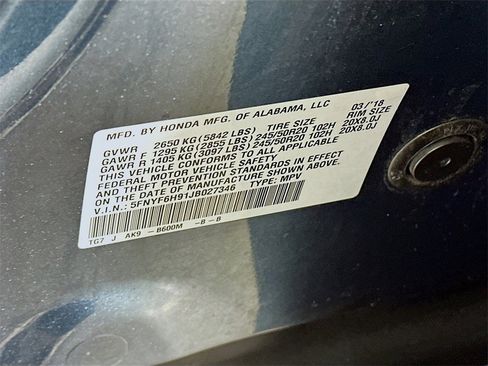 MFD. BY HONDA MFG. OF ALABAMA, LLC 03/'18
GVWR 2650 KG(5842 LBS) TIRE SIZE RIM SIZE
GAWR F 1295 KG(2855 LBS)245/50R20 102H 20X8.0J
GAWR R 1405 KG(3097 LBS)245/50R20 102H 20X8.0J
THIS VEHICLE CONFORMS TO ALL APPLICABLE
FEDERAL MOTOR VEHICLE SAFETY
AND THEFT PREVENTION STANDARDS IN EFFECT
ON THE DATE OF MANUFACTURE SHOWN ABOVE.
V.I.N.: 5FNYF6H91JB027346 TYPE: MPV
TG7 J AK9 -B600M -B-B